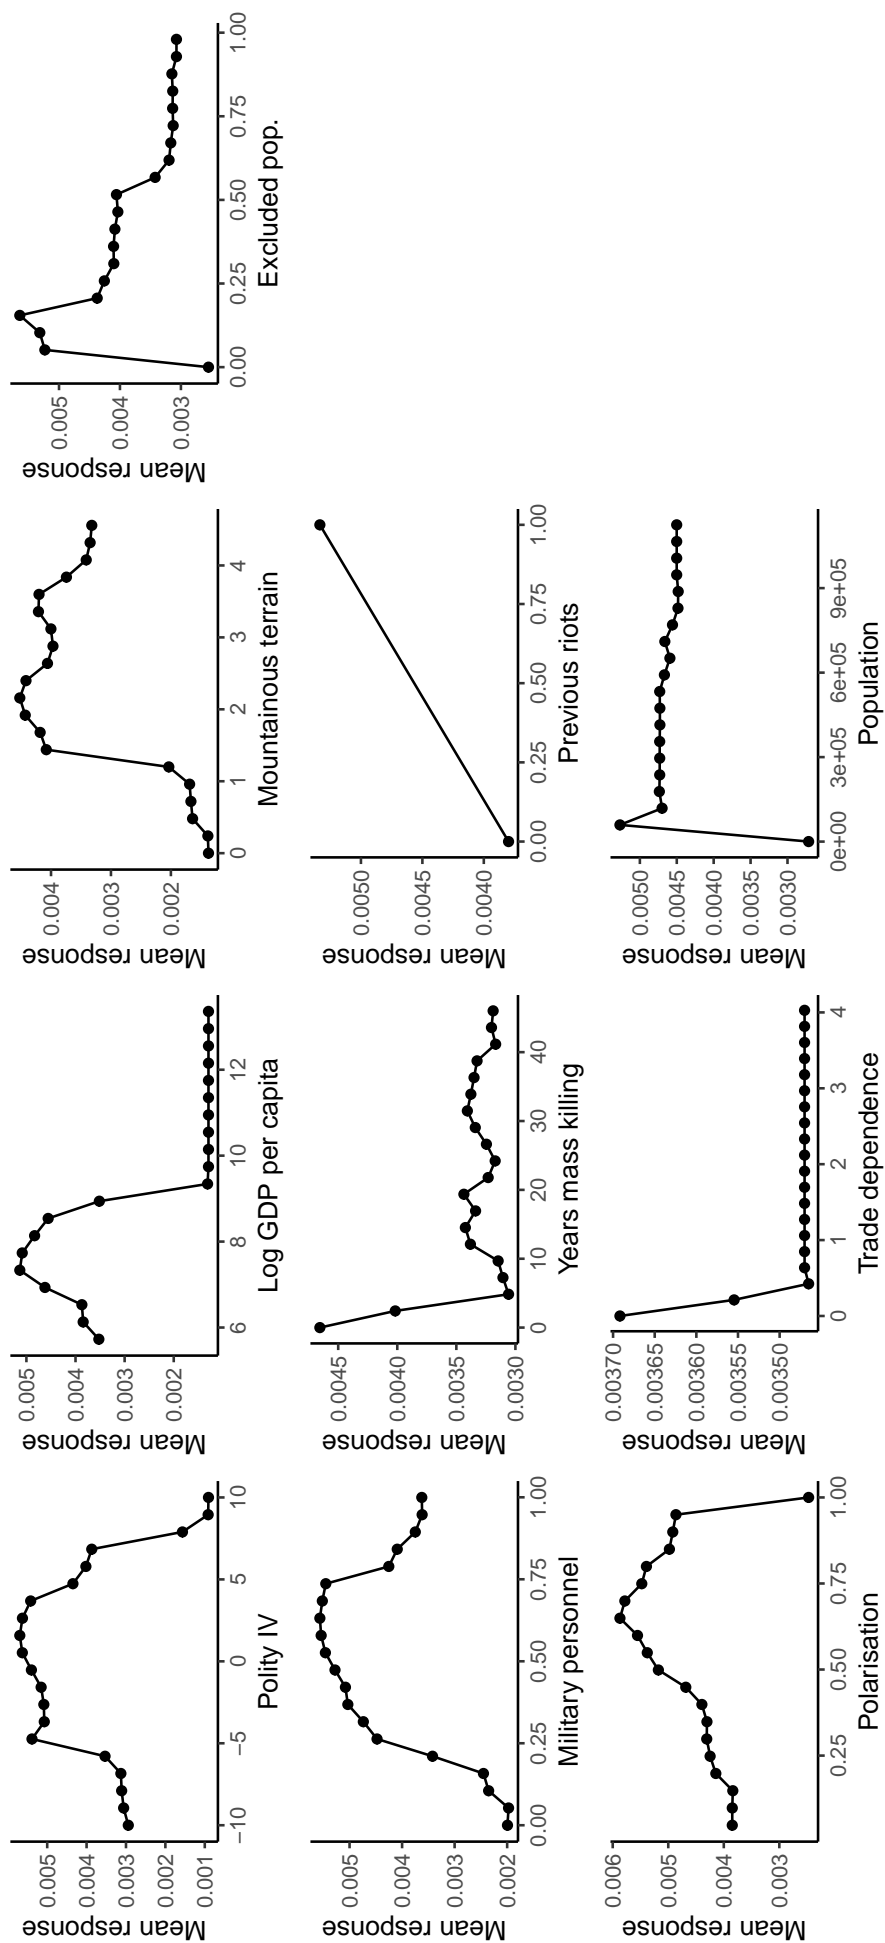 Mean response
0.005
0.004
0.003
0.002
0.001
−10 −5 0 5 10
Polity IV
Mean response
0.005
0.004
0.003
0.002
6 8 10 12
Log GDP per capita
Mean response
0.004
0.003
0.002
0 1 2 3 4
Mountainous terrain
Mean response
0.005
0.004
0.003
0.00 0.25 0.50 0.75 1.00
Excluded pop.
Mean response
0.005
0.004
0.003
0.002
0.00 0.25 0.50 0.75 1.00
Military personnel
Mean response
0.0045
0.0040
0.0035
0.0030
0 10 20 30 40
Years mass killing
Mean response
0.0050
0.0045
0.0040
0.00 0.25 0.50 0.75 1.00
Previous riots
Mean response
0.006
0.005
0.004
0.003
0.25 0.50 0.75 1.00
Polarisation
Mean response
0.00370
0.00365
0.00360
0.00355
0.00350
0 1 2 3 4
Trade dependence
Mean response
0.0050
0.0045
0.0040
0.0035
0.0030
0e+00 3e+05 6e+05 9e+05
Population